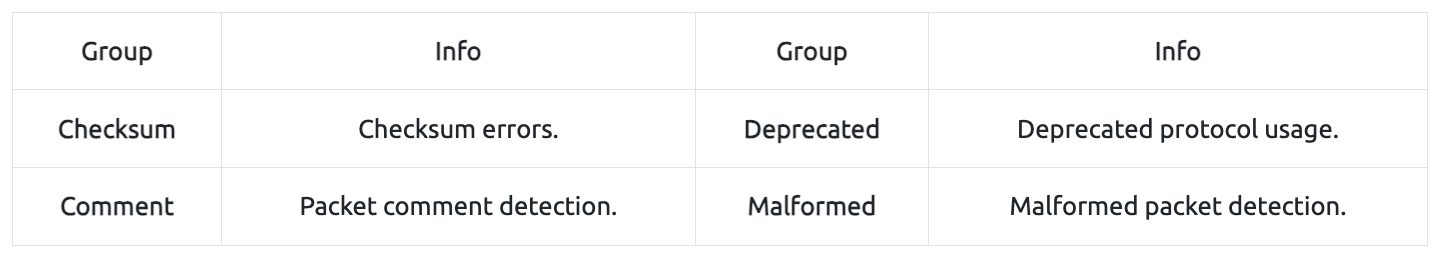 Group Info Group Info
Checksum Checksum errors. Deprecated Deprecated protocol usage.
Comment Packet comment detection. Malformed Malformed packet detection.